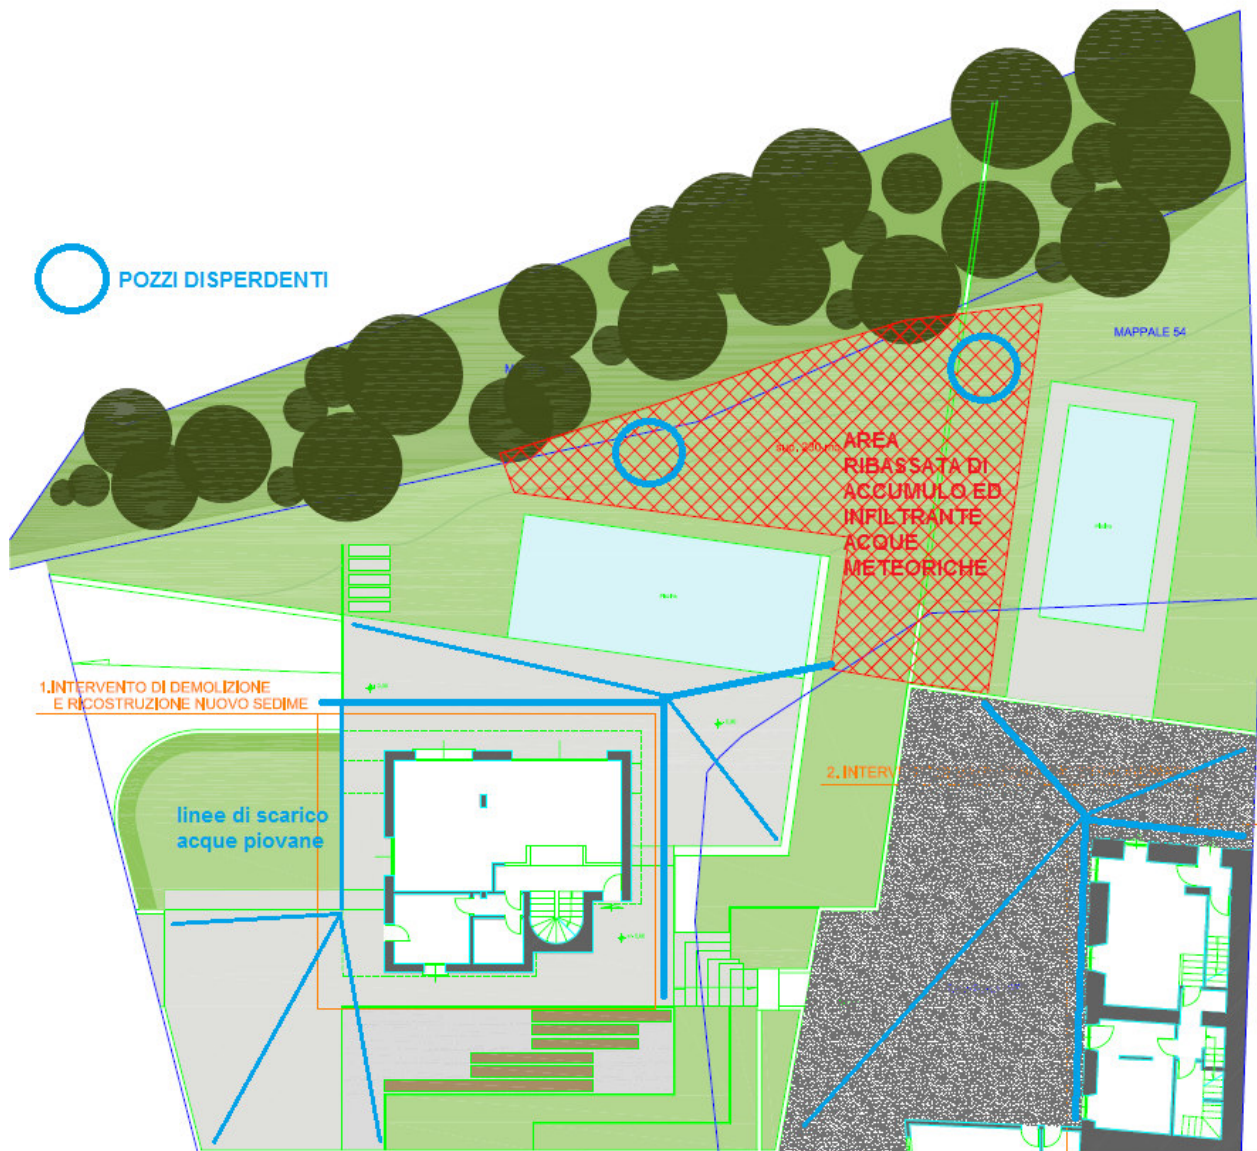 POZZI DISPERDENTI
MAPPALE 54
AREA
RIBASSATA DI
ACCUMULO ED
INFILTRANTE
ACQUE
METEORICHE
1.INTERVENTO DI DEMOLIZIONE
E RICOSTRUZIONE NUOVO SEDIME
2.INTERV
linee di scarico
acque piovane